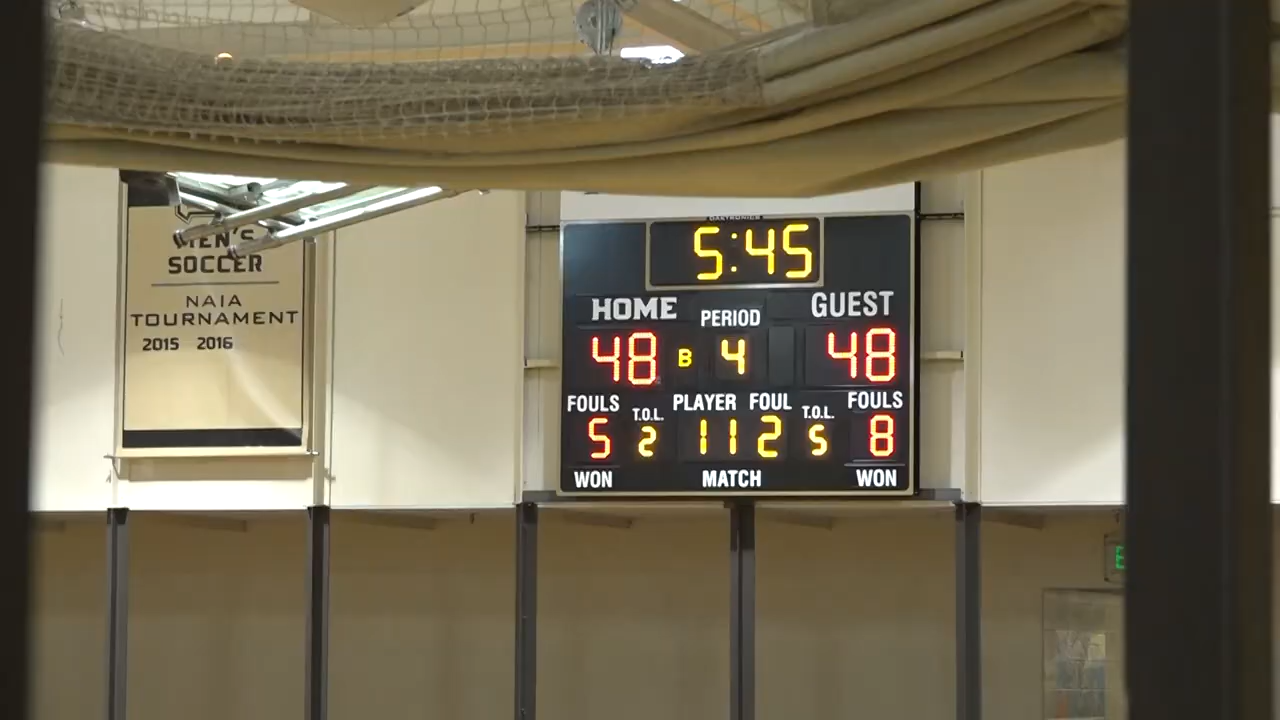 MEN'S
SOCCER
NAIA
TOURNAMENT
2015 2016
DAKTRONICS
5:45
HOME
PERIOD
GUEST
48 B 4 48
FOULS T.O.L. PLAYER FOUL T.O.L. FOULS
5 2 11 2 5 8
WON MATCH WON